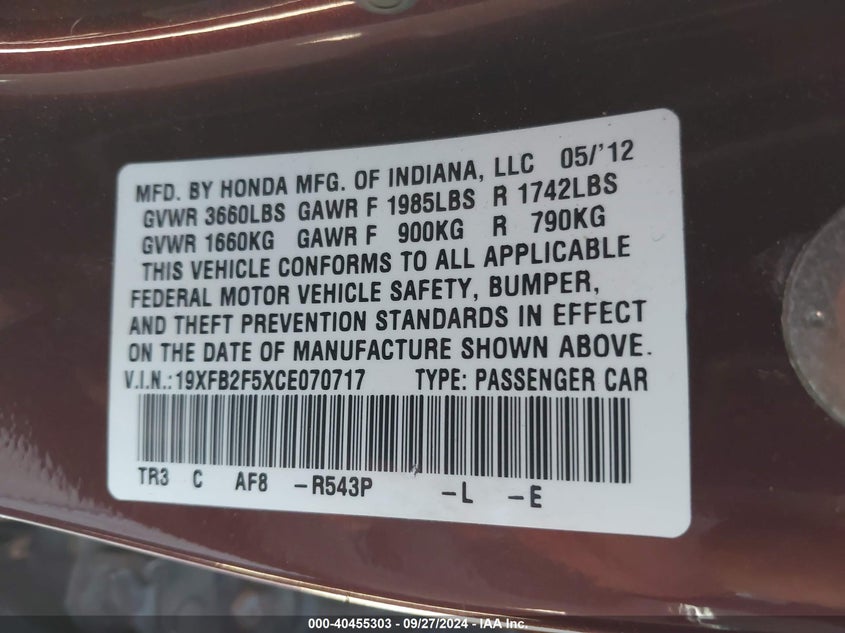 MFD. BY HONDA MFG. OF INDIANA, LLC 05/'12
GVWR 3660LBS GAWR F 1985LBS R 1742LBS
GVWR 1660KG GAWR F 900KG R 790KG
THIS VEHICLE CONFORMS TO ALL APPLICABLE
FEDERAL MOTOR VEHICLE SAFETY, BUMPER,
AND THEFT PREVENTION STANDARDS IN EFFECT
ON THE DATE OF MANUFACTURE SHOWN ABOVE.
V.I.N.:19XFB2F5XCE070717 TYPE: PASSENGER CAR
TR3 C AF8 –R543P –L –E
000-40455303 - 09/27/2024 - IAA Inc.